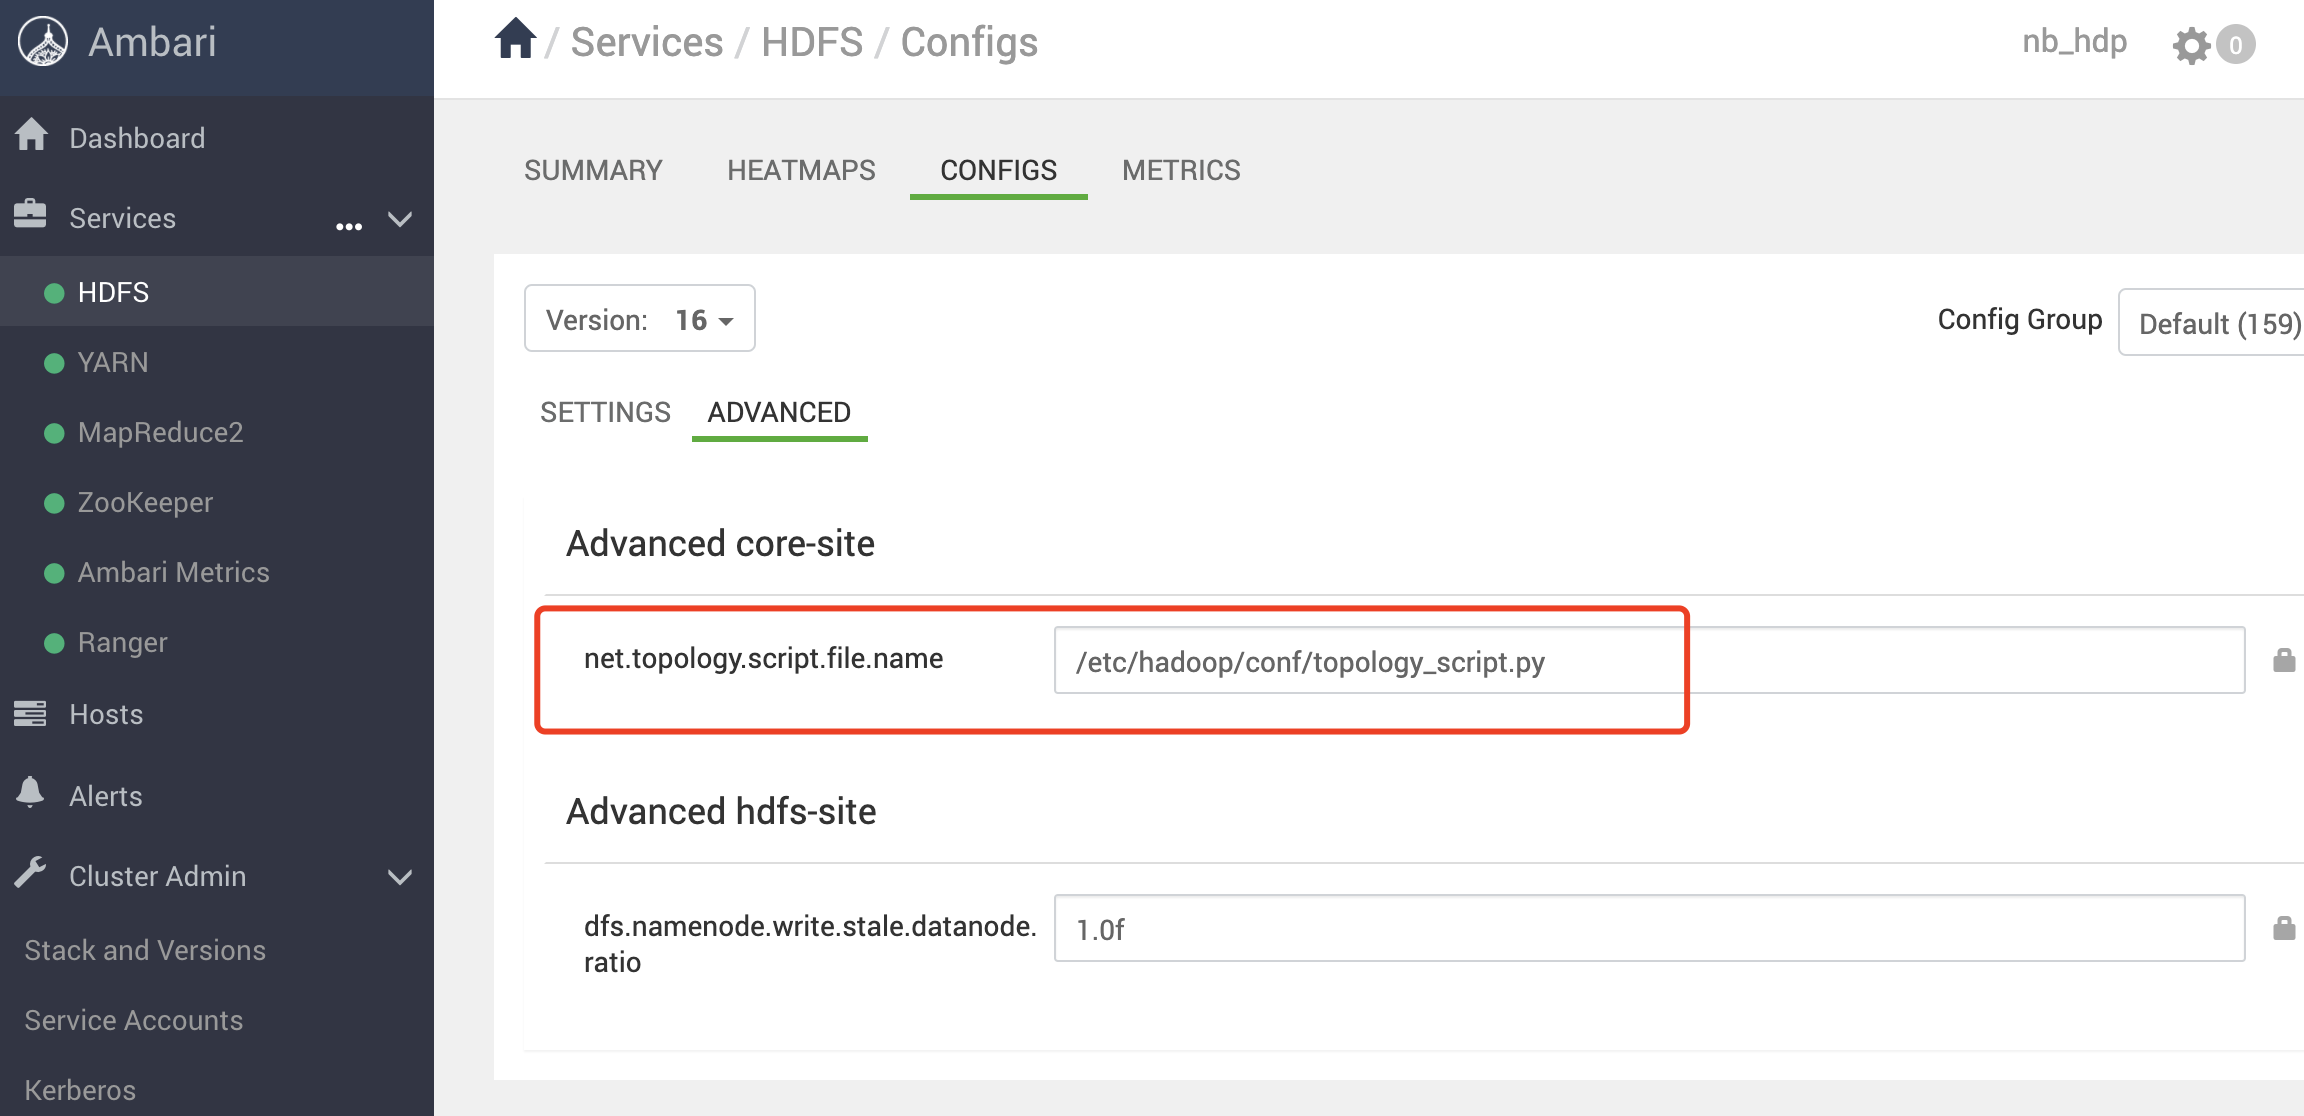 Ambari
/ Services / HDFS / Configs
nb_hdp
0
Dashboard
Services
...
HDFS
YARN
MapReduce2
ZooKeeper
Ambari Metrics
Ranger
Hosts
Alerts
Cluster Admin
Stack and Versions
Service Accounts
Kerberos
SUMMARY HEATMAPS CONFIGS METRICS
Version: 16
Config Group Default (159)
SETTINGS ADVANCED
Advanced core-site
net.topology.script.file.name /etc/hadoop/conf/topology_script.py
Advanced hdfs-site
dfs.namenode.write.stale.datanode. 1.0f
ratio